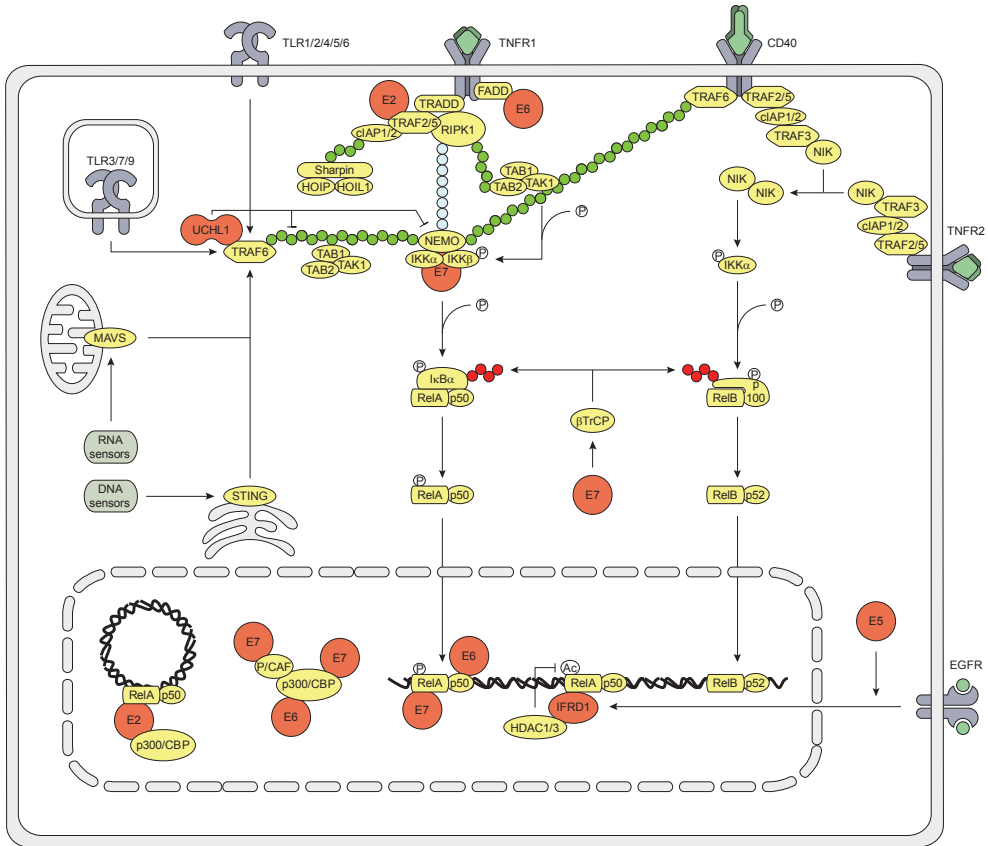 TLR1/2/4/5/6
TNFR1
CD40
E2
TRADD
FADD
E6
cIAP1/2
TRAF2/5
RIPK1
Sharpin
HOIP
HOIL1
TAB1
TAB2
TAK1
TRAF6
TRAF2/5
cIAP1/2
TRAF3
NIK
NIK
NIK
NIK
TRAF3
cIAP1/2
TRAF2/5
TNFR2
TLR3/7/9
UCHL1
TRAF6
TAB1
TAB2
TAK1
NEMO
IKKα
IKKβ
P
E7
P
P
IKKα
P
P
MAVS
P
IκBα
RelA
p50
P
p
100
RelB
βTrCP
RNA
sensors
DNA
sensors
STING
P
RelA
p50
E7
RelB
p52
E5
EGFR
RelA
p50
E2
p300/CBP
E7
P/CAF
E7
p300/CBP
E6
P
RelA
p50
E6
E7
Ac
RelA
p50
IFRD1
HDAC1/3
RelB
p52